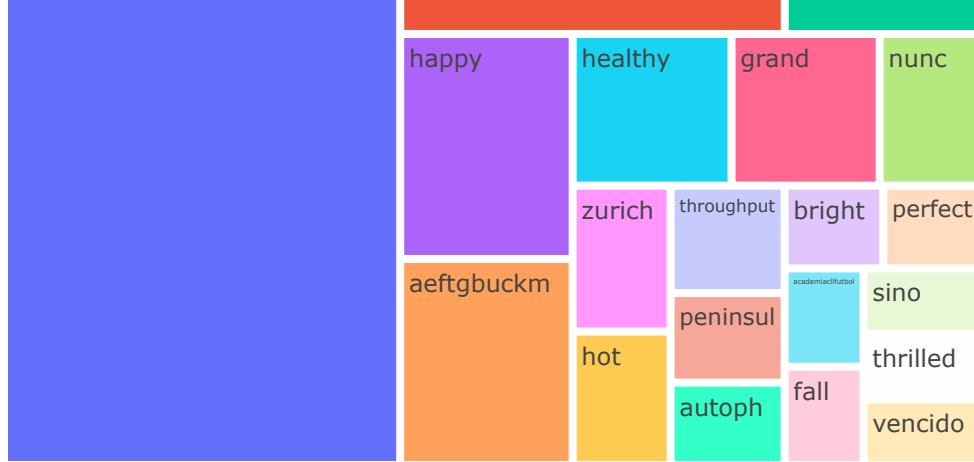 happy
healthy
grand
nunc
aeftgbuckm
zurich
throughput
bright
perfect
hot
peninsul
autoph
academiaclifutbol
sino
thrilled
fall
vencido